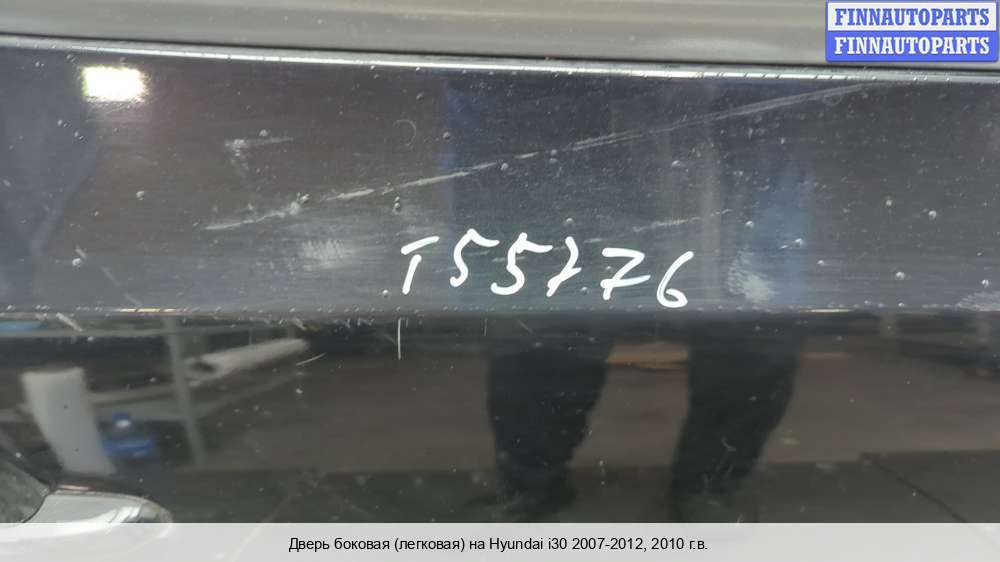 FINNAUTOPARTS
FINNAUTOPARTS
T55776
Дверь боковая (легковая) на Hyundai i30 2007-2012, 2010 г.в.